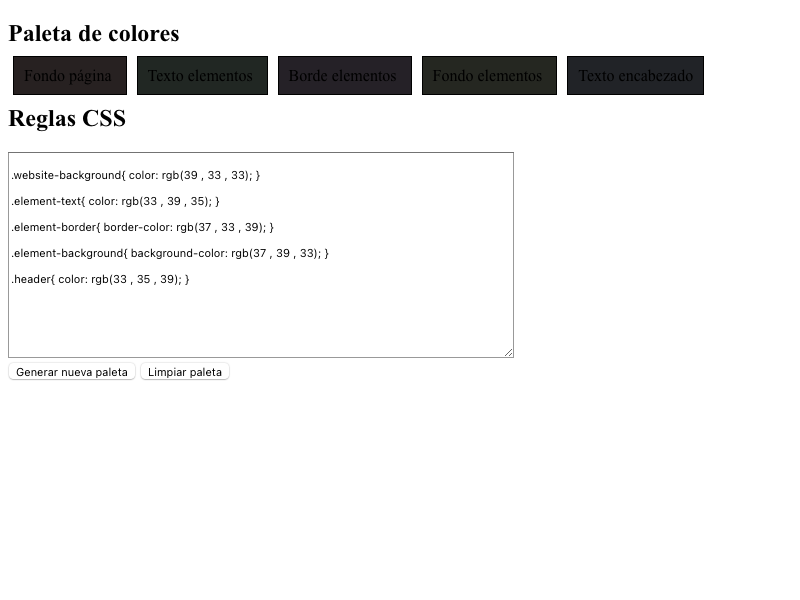 Paleta de colores
Fondo página Texto elementos Borde elementos Fondo elementos Texto encabezado
Reglas CSS
.website-background{ color: rgb(39 , 33 , 33); }
.element-text{ color: rgb(33 , 39 , 35); }
.element-border{ border-color: rgb(37 , 33 , 39); }
.element-background{ background-color: rgb(37 , 39 , 33); }
.header{ color: rgb(33 , 35 , 39); }
Generar nueva paleta Limpiar paleta